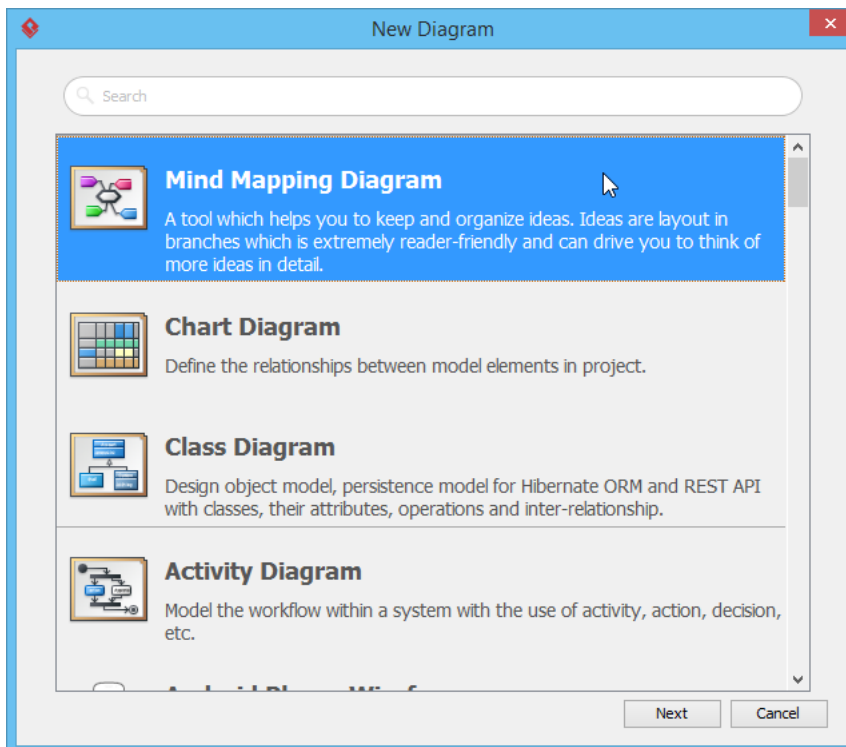 New Diagram
Search
Mind Mapping Diagram
A tool which helps you to keep and organize ideas. Ideas are layout in
branches which is extremely reader-friendly and can drive you to think of
more ideas in detail.
Chart Diagram
Define the relationships between model elements in project.
Class Diagram
Design object model, persistence model for Hibernate ORM and REST API
with classes, their attributes, operations and inter-relationship.
Activity Diagram
Model the workflow within a system with the use of activity, action, decision,
etc.
Next
Cancel